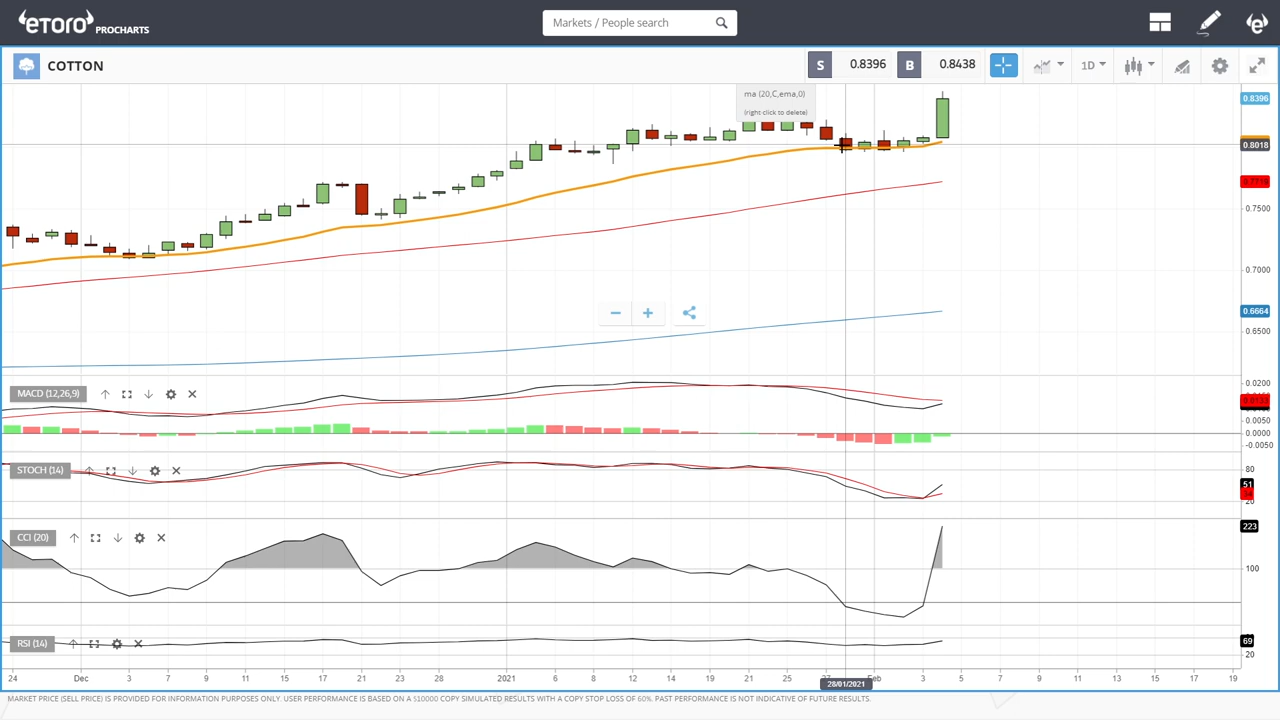 eTORO PROCHARTS
Markets / People search
COTTON
S 0.8396 B 0.8438
1D
ma (20,C,ema,0)
(right click to delete)
0.8396
0.8018
0.7719
0.7500
0.7000
0.6664
0.6500
MACD (12,26,9)
0.0200
0.0050
0.0000
-0.0050
STOCH (14)
80
51
20
CCI (20)
223
100
RSI (14)
69
20
24 Dec 3 7 9 11 15 17 21 23 28 2021 6 8 12 14 19 21 25 27 Feb 3 5 7 9 11 13 15 17 19
28/01/2021
MARKET PRICE (SELL PRICE) IS PROVIDED FOR INFORMATION PURPOSES ONLY. USER PERFORMANCE IS BASED ON A $10000 COPY SIMULATED RESULTS WITH A COPY STOP LOSS OF 60%. PAST PERFORMANCE IS NOT INDICATIVE OF FUTURE RESULTS.